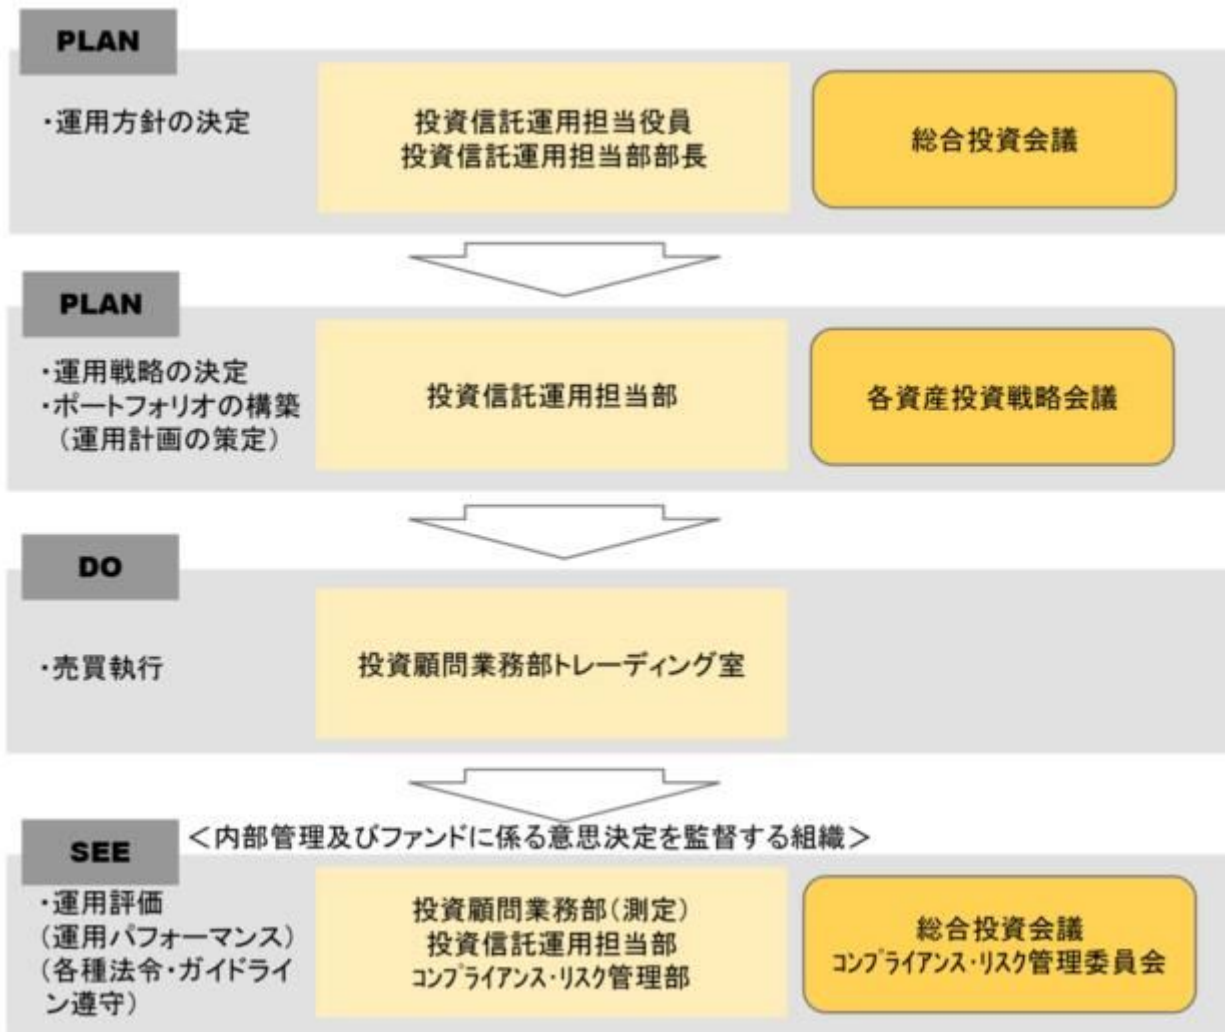 PLAN
・運用方針の決定
投資信託運用担当役員
投資信託運用担当部部長
総合投資会議
PLAN
・運用戦略の決定
・ポートフォリオの構築
（運用計画の策定）
投資信託運用担当部
各資産投資戦略会議
DO
・売買執行
投資顧問業務部トレーディング室
＜内部管理及びファンドに係る意思決定を監督する組織＞
SEE
・運用評価
（運用パフォーマンス）
（各種法令・ガイドライ
ン遵守）
投資顧問業務部（測定）
投資信託運用担当部
ｺﾝﾌﾟﾗｲｱﾝｽ・ﾘｽｸ管理部
総合投資会議
ｺﾝﾌﾟﾗｲｱﾝｽ・ﾘｽｸ管理委員会